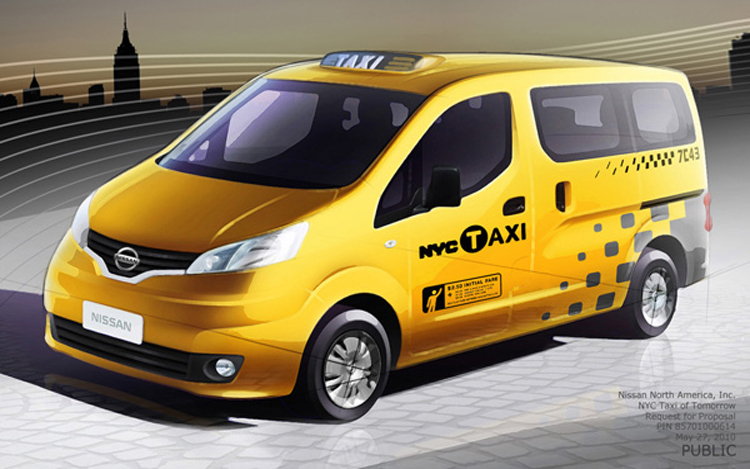 TAXI
7C43
NYC TAXI
$2.50 INITIAL FARE
NISSAN
NISSAN
Nissan North America, Inc.
NYC Taxi of Tomorrow
Request for Proposal
PIN 85701000614
May 27, 2010
PUBLIC